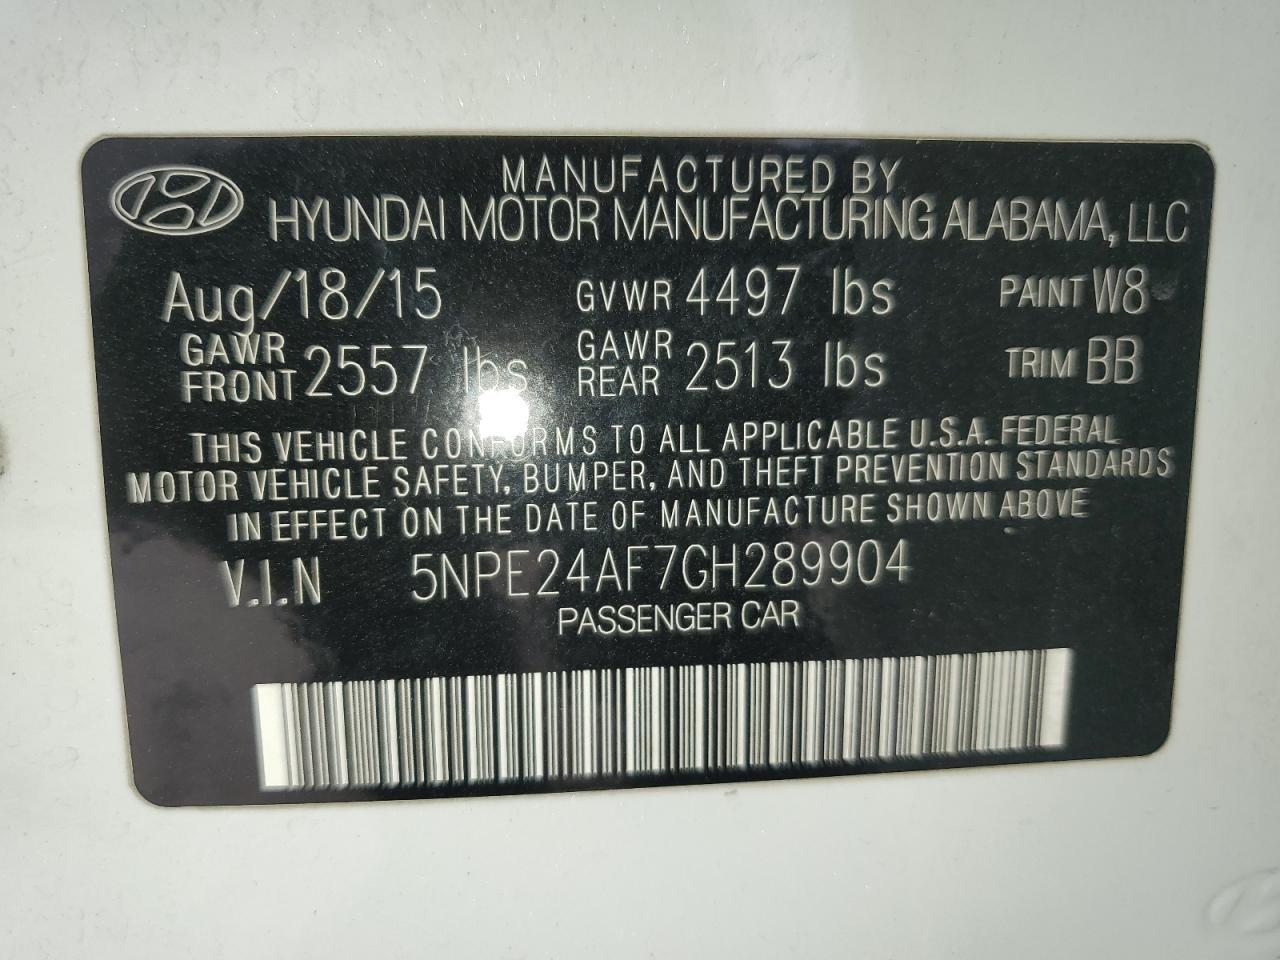 MANUFACTURED BY
HYUNDAI MOTOR MANUFACTURING ALABAMA, LLC
Aug/18/15 GVWR 4497 lbs PAINT W8
GAWR FRONT 2557 lbs GAWR REAR 2513 lbs TRIM BB
THIS VEHICLE CONFORMS TO ALL APPLICABLE U.S.A. FEDERAL
MOTOR VEHICLE SAFETY, BUMPER, AND THEFT PREVENTION STANDARDS
IN EFFECT ON THE DATE OF MANUFACTURE SHOWN ABOVE
V.I.N 5NPE24AF7GH289904
PASSENGER CAR